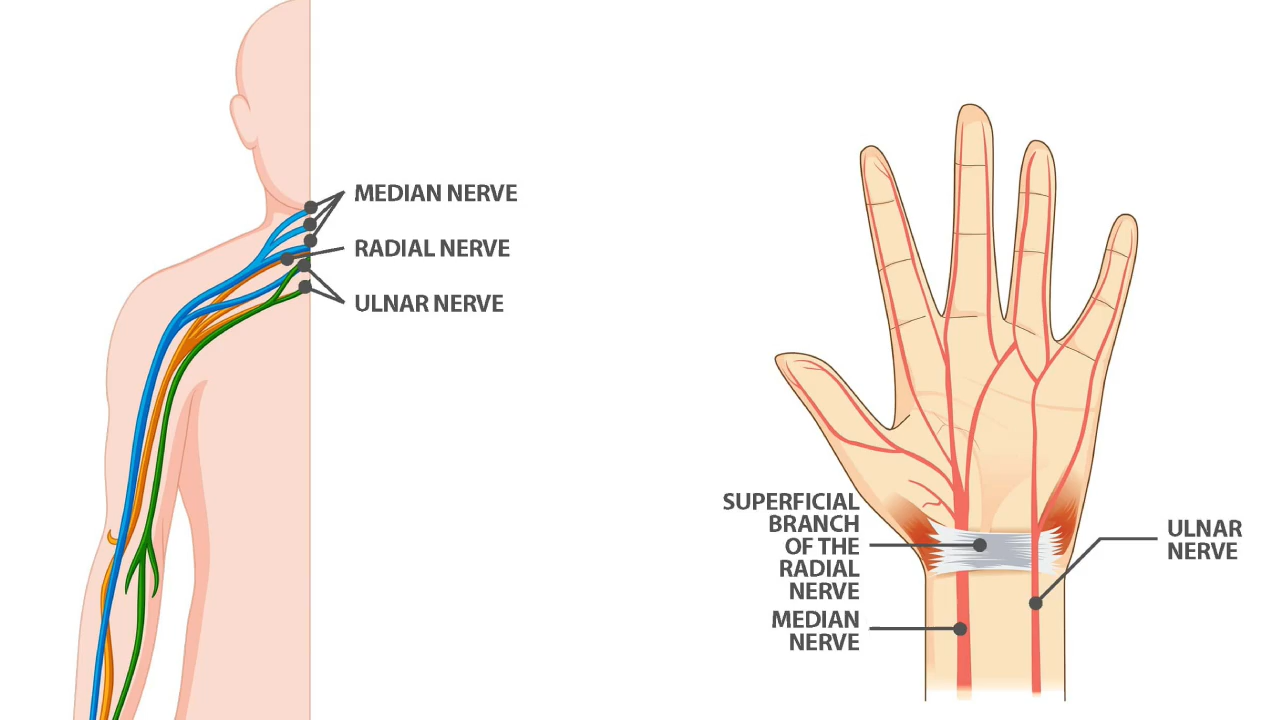 MEDIAN NERVE
RADIAL NERVE
ULNAR NERVE
SUPERFICIAL
BRANCH
OF THE
RADIAL
NERVE
MEDIAN
NERVE
ULNAR
NERVE